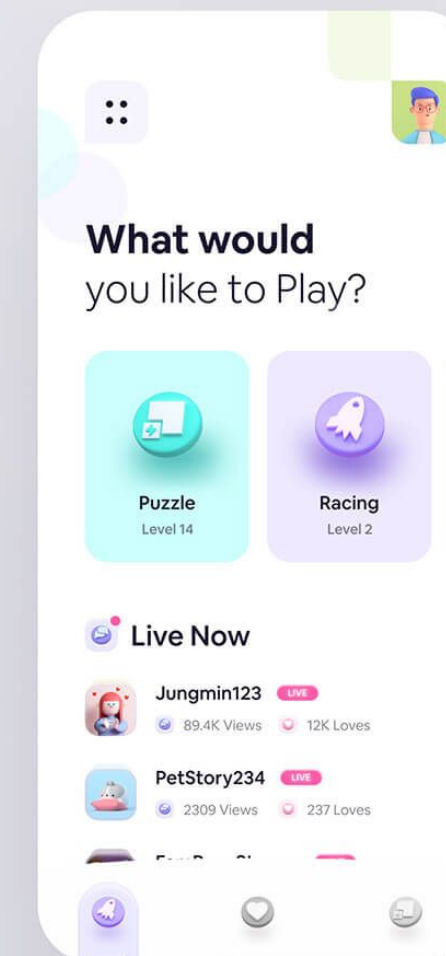 What would
you like to Play?
Puzzle
Level 14
Racing
Level 2
Live Now
Jungmin123 LIVE
89.4K Views 12K Loves
PetStory234 LIVE
2309 Views 237 Loves